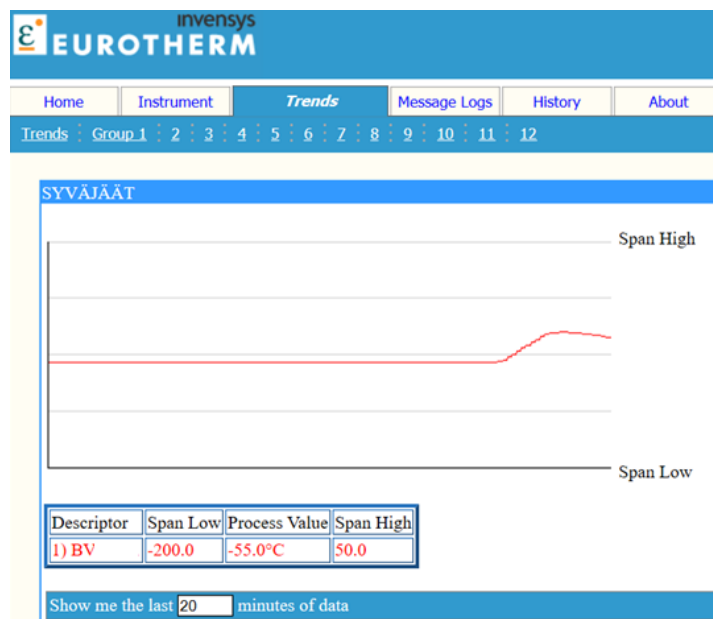 invensys
EUROTHERM
Home Instrument Trends Message Logs History About
Trends Group 1 2 3 4 5 6 7 8 9 10 11 12
SYVÄJÄÄT
Span High
Span Low
Descriptor Span Low Process Value Span High
1) BV -200.0 -55.0°C 50.0
Show me the last 20 minutes of data